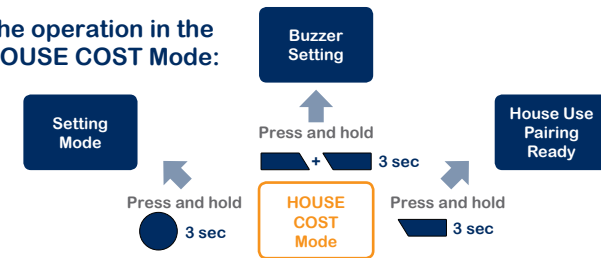 he operation in the
OUSE COST Mode:
Buzzer
Setting
Setting
Mode
House Use
Pairing
Ready
Press and hold
+ 3 sec
Press and hold
3 sec
HOUSE
COST
Mode
Press and hold
3 sec